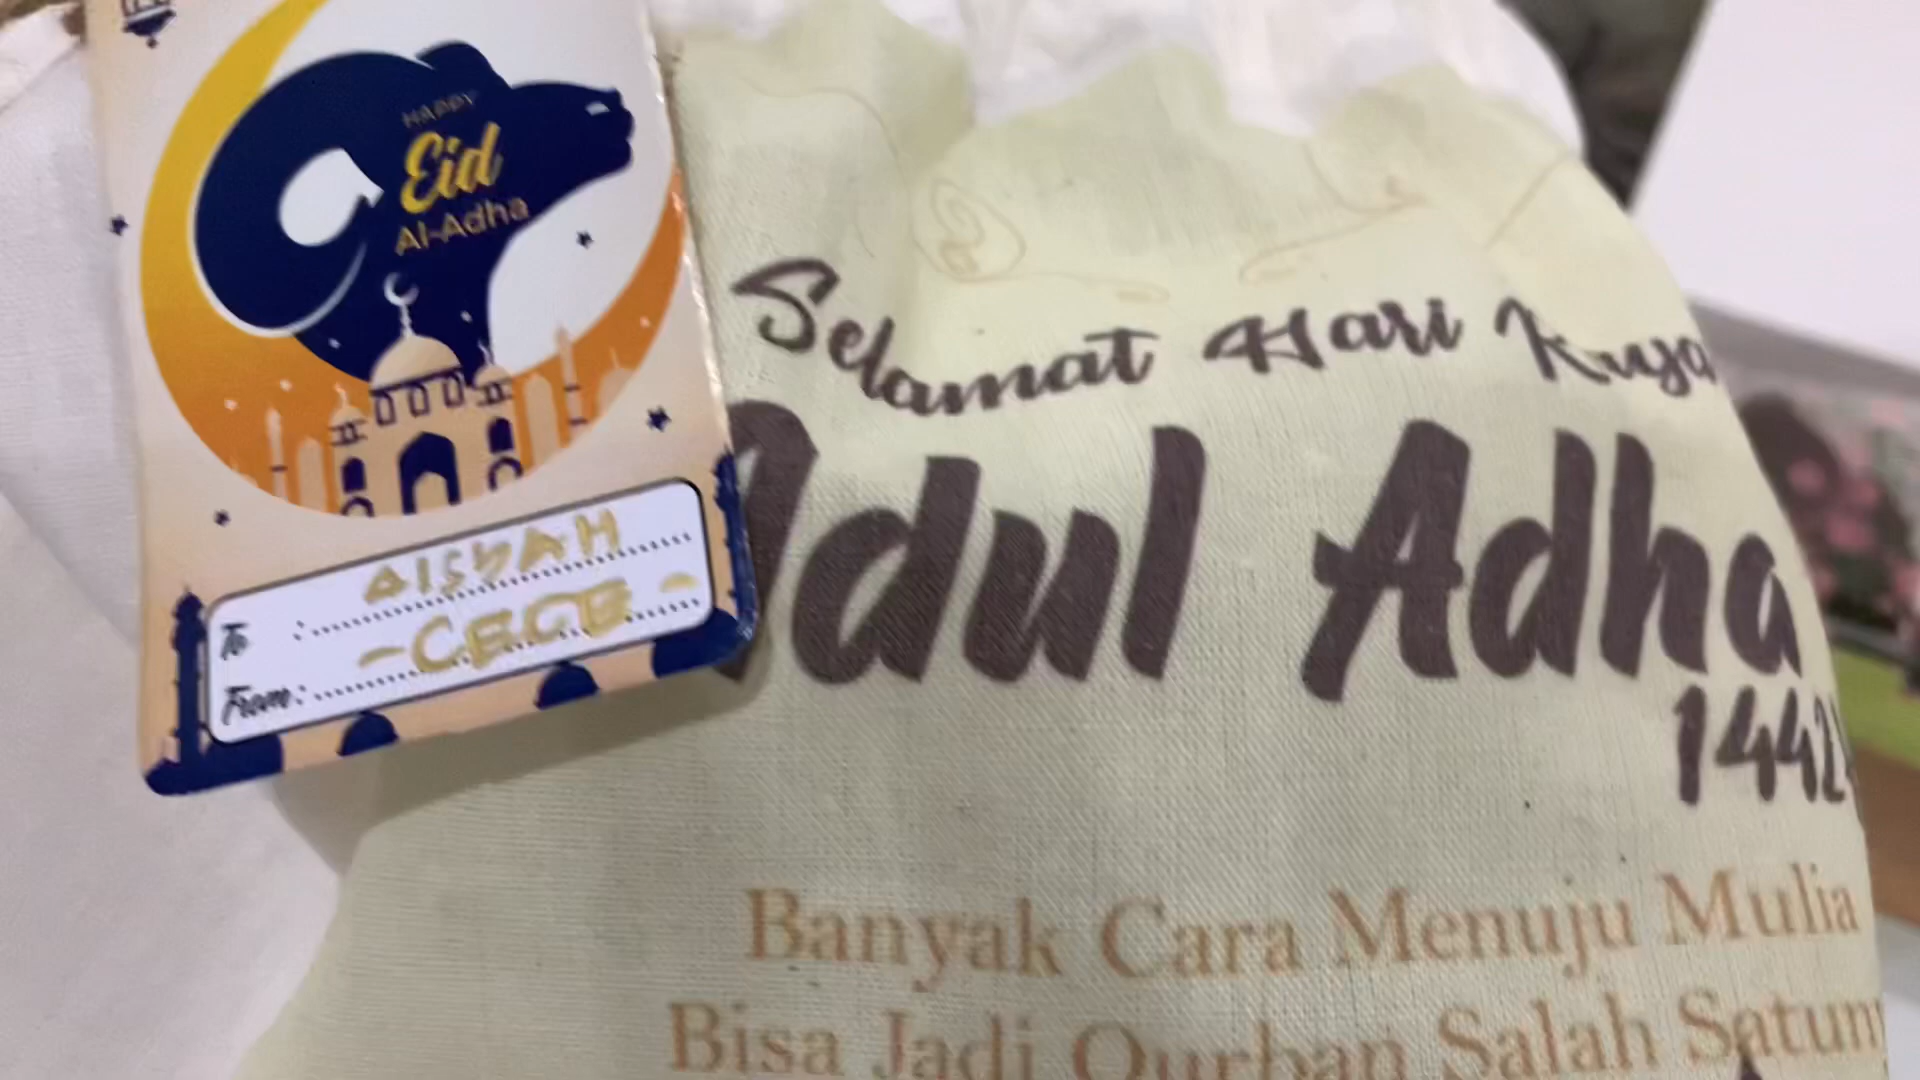 HAPPY
Eid
Al-Adha
To : AISYAH
-CECE-
From:
Selamat Hari Raya
Idul Adha
Banyak Cara Menuju Mulia
Bisa Jadi Qurban Salah